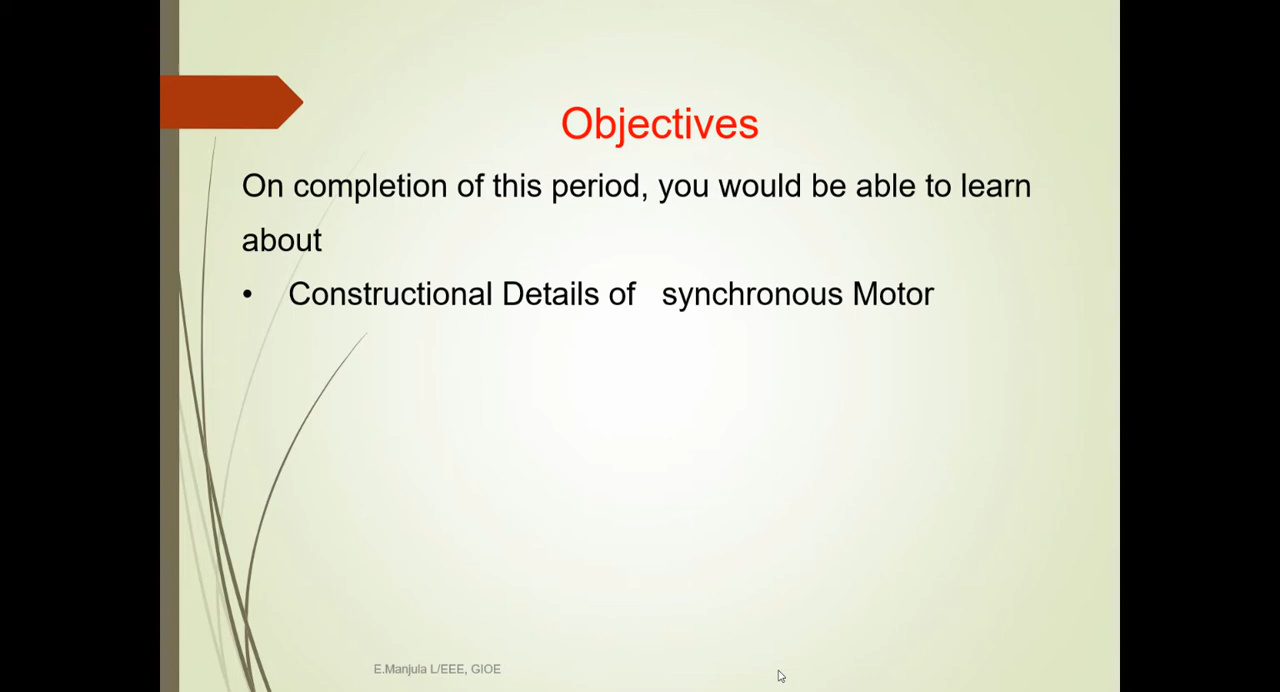 Objectives
On completion of this period, you would be able to learn
about
• Constructional Details of synchronous Motor
E.Manjula L/EEE, GIOE